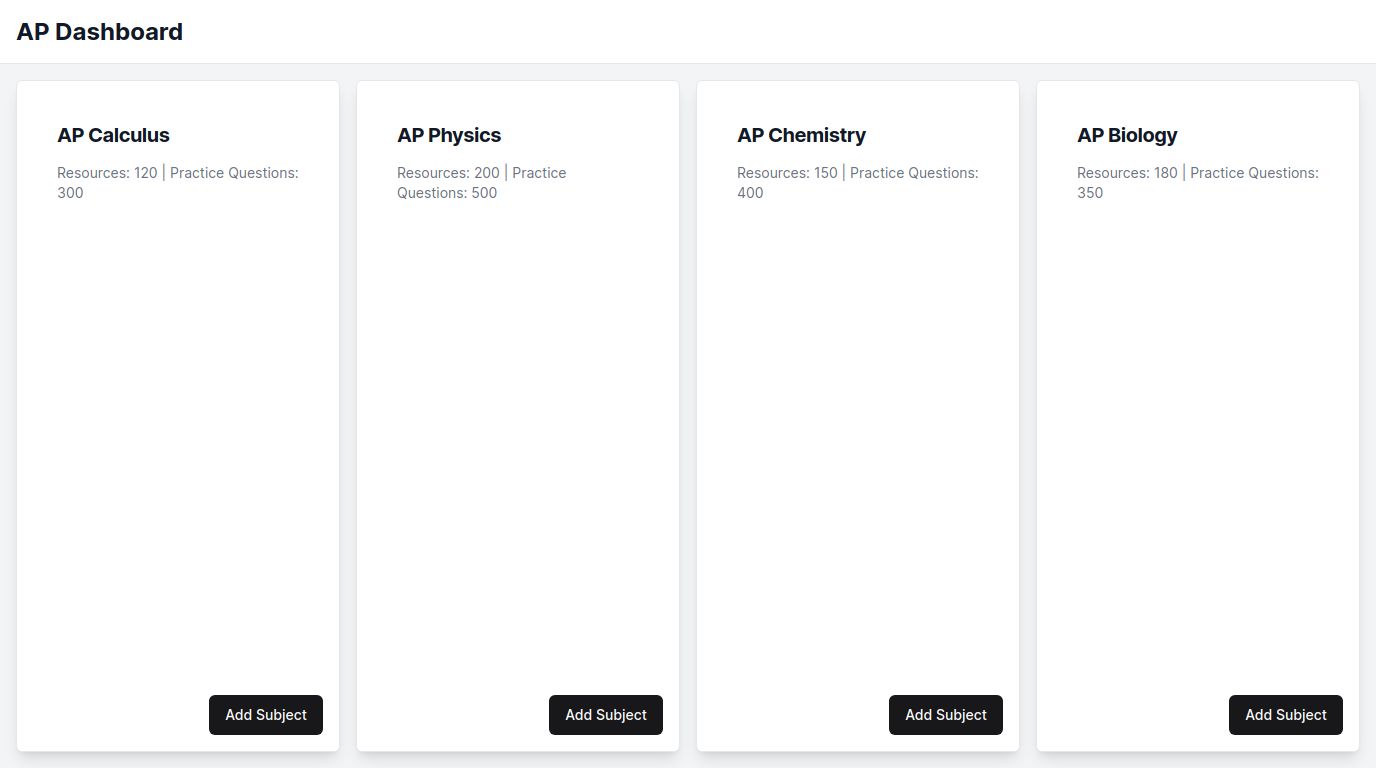 AP Dashboard
AP Calculus
Resources: 120 | Practice Questions:
300
Add Subject
AP Physics
Resources: 200 | Practice
Questions: 500
Add Subject
AP Chemistry
Resources: 150 | Practice Questions:
400
Add Subject
AP Biology
Resources: 180 | Practice Questions:
350
Add Subject